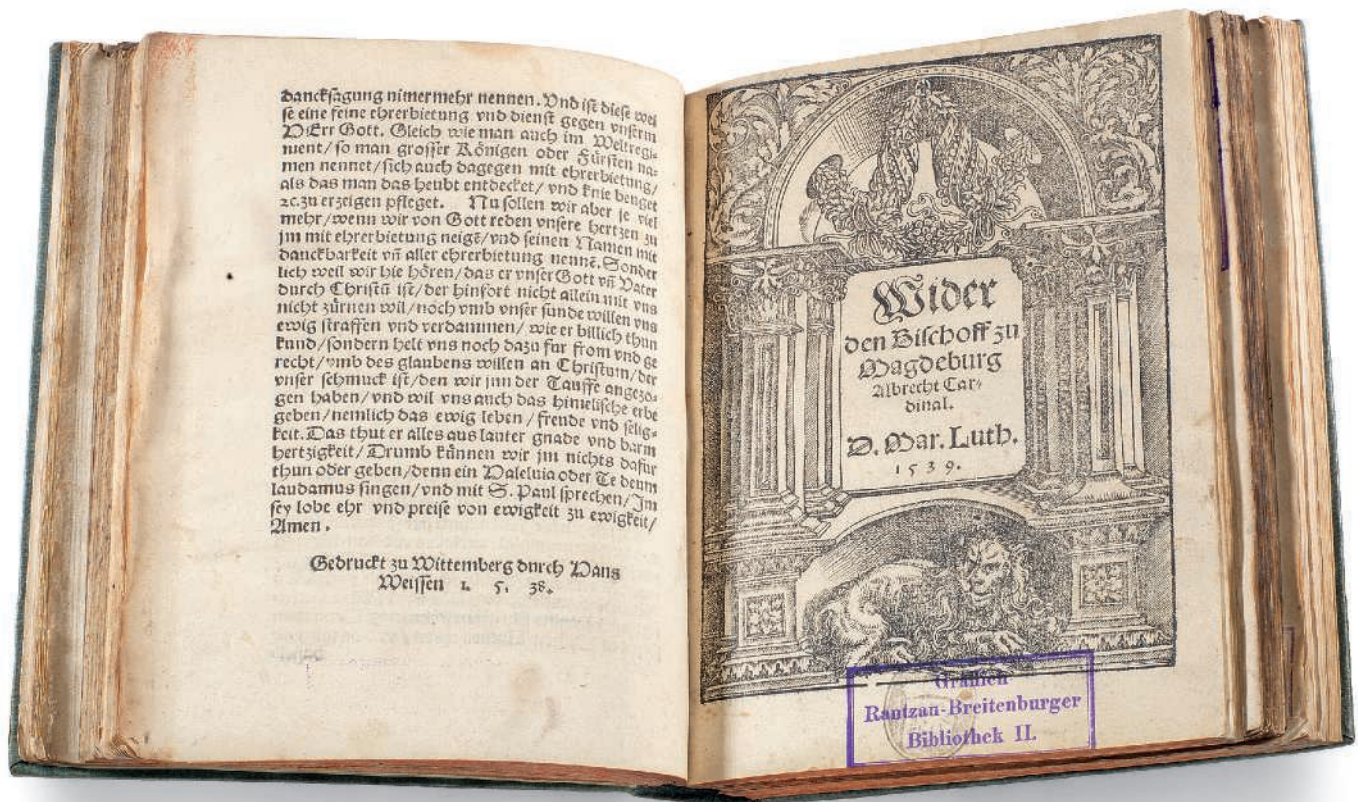 dancksagung nimermehr nennen. Vnd ist diese wei
se eine feine ehrerbietung vnd dienst gegen vnserm
HErr Gott. Gleich wie man auch im Weltregi-
ment/so man grosser Königen oder Fürsten na-
men nennet/sich auch dagegen mit ehrerbietung/
als das man das heubt entdecket/ vnd knie beuget
ꝛc.zu erzeigen pfleget. Nu sollen wir aber je viel
mehr/wenn wir von Gott reden vnsere hertzen zu
jm mit ehrerbietung neigē/vnd seinen Namen mit
danckbarkeit vñ aller ehrerbietung nennē. Sonder
lich weil wir hie hören/das er vnser Gott vñ Vater
durch Christū ist/der hinfort nicht allein mit vns
nicht zürnen wil/noch vmb vnser sünde willen vns
ewig straffen vnd verdammen/ wie er billich thun
kund/sondern helt vns noch dazu fur from vnd ge
recht/vmb des glaubens willen an Christum/der
vnser schmuck ist/den wir jnn der Tauffe angezo-
gen haben/vnd wil vns auch das himelische erbe
geben/nemlich das ewig leben/freude vnd selig-
keit. Das thut er alles aus lauter gnade vnd barm
hertzigkeit/Drumb können wir jm nichts dafür
thun oder geben/denn ein Haleluia oder Te deum
laudamus singen/vnd mit S. Paul sprechen/Jm
sey lobe ehr vnd preise von ewigkeit zu ewigkeit/
Amen.
Gedruckt zu Wittemberg durch Hans
Weissen 1. 5. 38.
Wider
den Bischoff zu
Magdeburg
Albrecht Car-
dinal.
D. Mar. Luth.
1539.
Gräflich
Rantzau-Breitenburger
Bibliothek II.